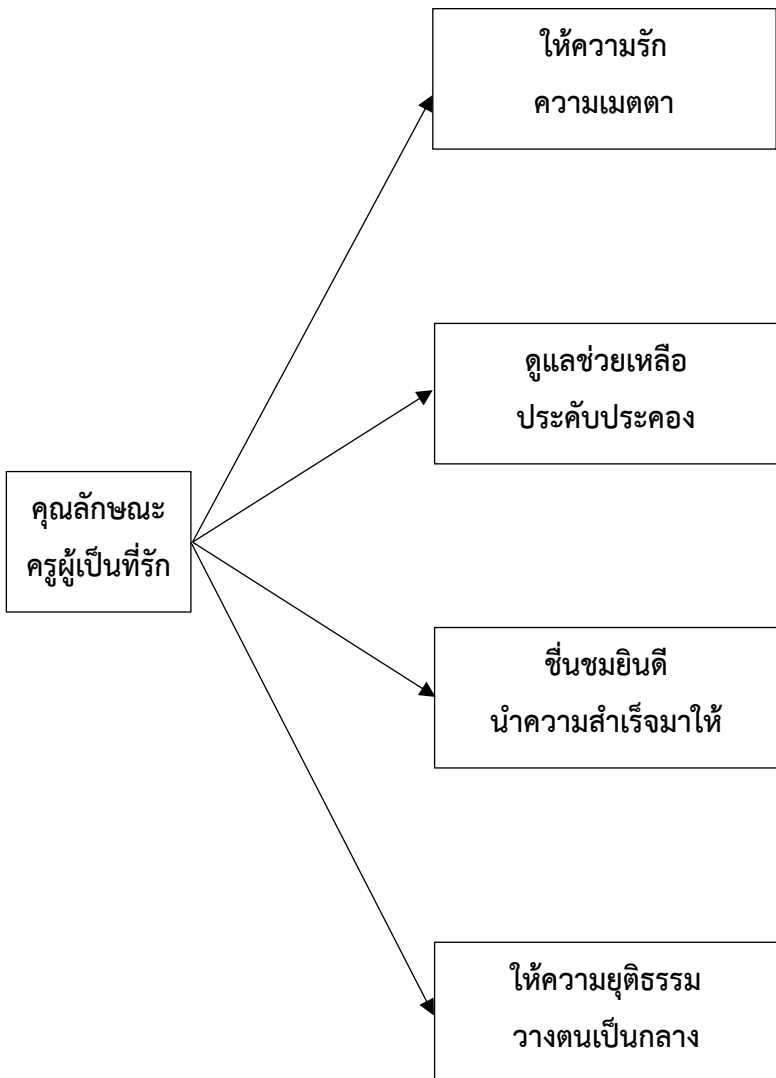 ให้ความรัก
ความเมตตา
ดูแลช่วยเหลือ
ประคับประคอง
คุณลักษณะ
ครูผู้เป็นที่รัก
ชื่นชมยินดี
นำความสำเร็จมาให้
ให้ความยุติธรรม
วางตนเป็นกลาง